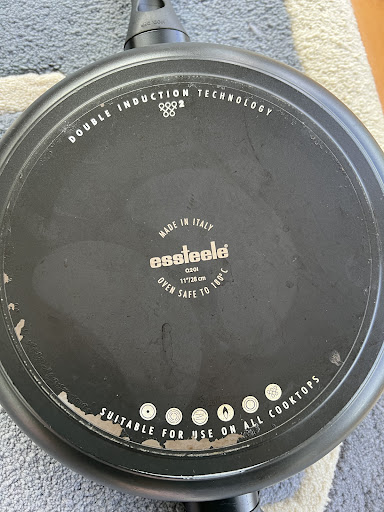 DOUBLE INDUCTION TECHNOLOGY
2
MADE IN ITALY
essteele®
11"/28 cm
OVEN SAFE TO 180°C
SUITABLE FOR USE ON ALL COOKTOPS